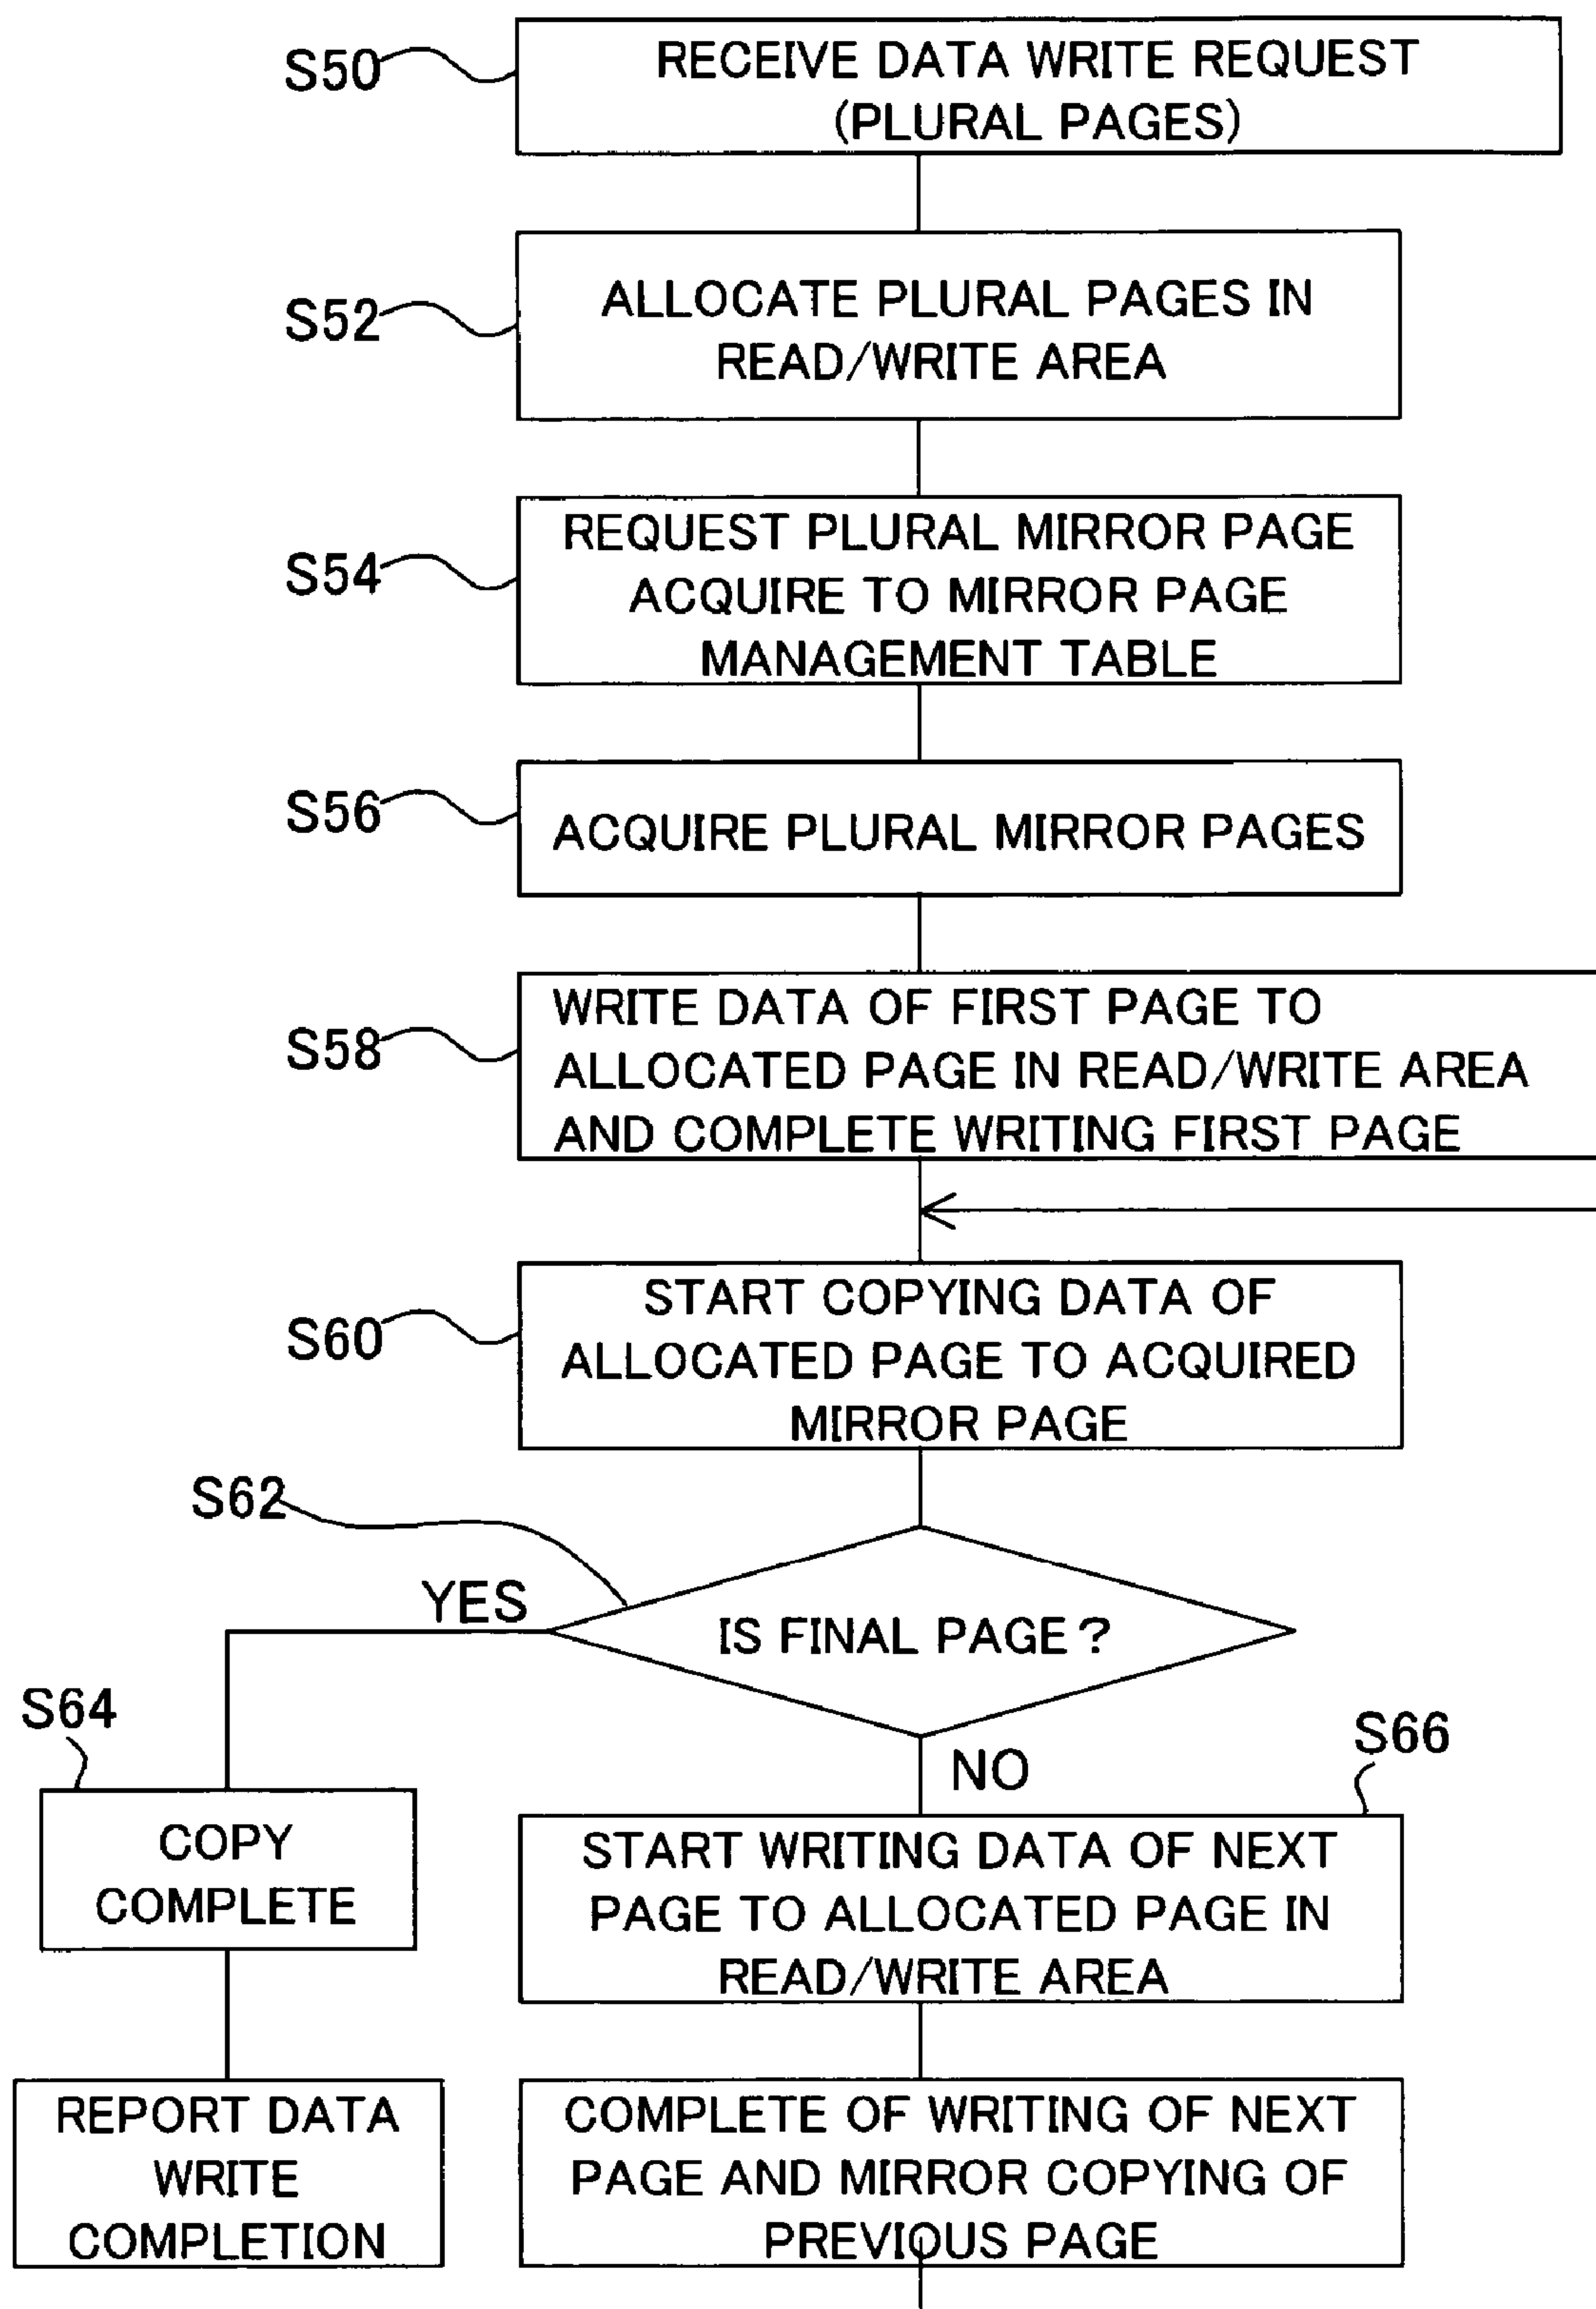 S50
RECEIVE DATA WRITE REQUEST
(PLURAL PAGES)
S52
ALLOCATE PLURAL PAGES IN
READ/WRITE AREA
S54
REQUEST PLURAL MIRROR PAGE
ACQUIRE TO MIRROR PAGE
MANAGEMENT TABLE
S56
ACQUIRE PLURAL MIRROR PAGES
S58
WRITE DATA OF FIRST PAGE TO
ALLOCATED PAGE IN READ/WRITE AREA
AND COMPLETE WRITING FIRST PAGE
S60
START COPYING DATA OF
ALLOCATED PAGE TO ACQUIRED
MIRROR PAGE
S62
YES
IS FINAL PAGE?
NO
S64
COPY
COMPLETE
REPORT DATA
WRITE
COMPLETION
S66
START WRITING DATA OF NEXT
PAGE TO ALLOCATED PAGE IN
READ/WRITE AREA
COMPLETE OF WRITING OF NEXT
PAGE AND MIRROR COPYING OF
PREVIOUS PAGE